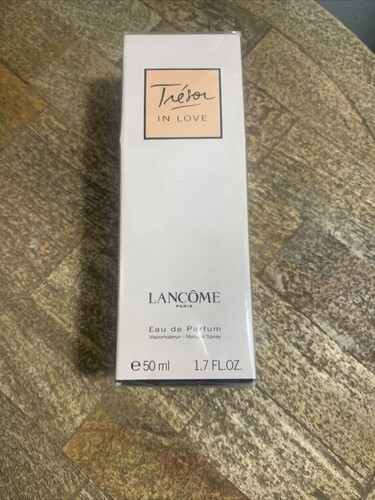 Trésor
IN LOVE
LANCÔME
PARIS
Eau de Parfum
Vaporisateur - Natural Spray
℮ 50 ml 1.7 FL.OZ.